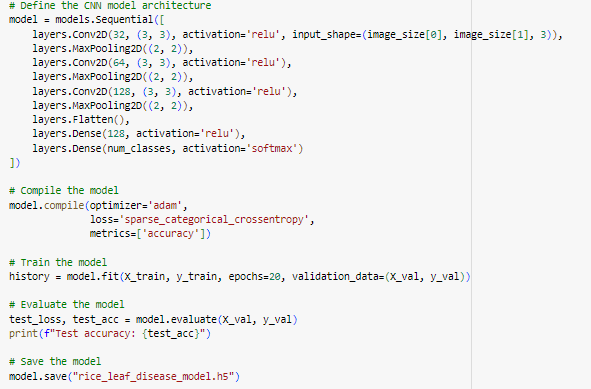 # Define the CNN model architecture
model = models.Sequential([
    layers.Conv2D(32, (3, 3), activation='relu', input_shape=(image_size[0], image_size[1], 3)),
    layers.MaxPooling2D((2, 2)),
    layers.Conv2D(64, (3, 3), activation='relu'),
    layers.MaxPooling2D((2, 2)),
    layers.Conv2D(128, (3, 3), activation='relu'),
    layers.MaxPooling2D((2, 2)),
    layers.Flatten(),
    layers.Dense(128, activation='relu'),
    layers.Dense(num_classes, activation='softmax')
])
# Compile the model
model.compile(optimizer='adam',
              loss='sparse_categorical_crossentropy',
              metrics=['accuracy'])
# Train the model
history = model.fit(X_train, y_train, epochs=20, validation_data=(X_val, y_val))
# Evaluate the model
test_loss, test_acc = model.evaluate(X_val, y_val)
print(f"Test accuracy: {test_acc}")
# Save the model
model.save("rice_leaf_disease_model.h5")